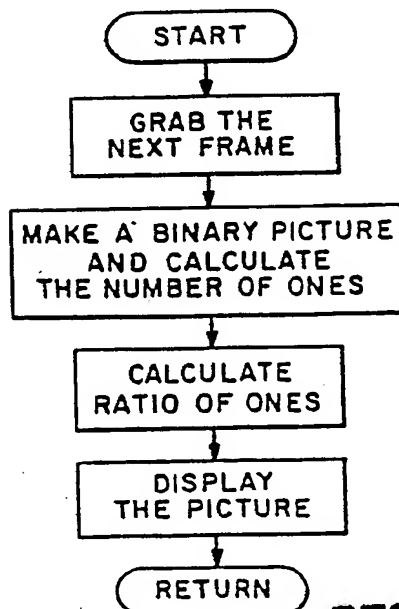 START
GRAB THE
NEXT FRAME
MAKE A BINARY PICTURE
AND CALCULATE
THE NUMBER OF ONES
CALCULATE
RATIO OF ONES
DISPLAY
THE PICTURE
RETURN